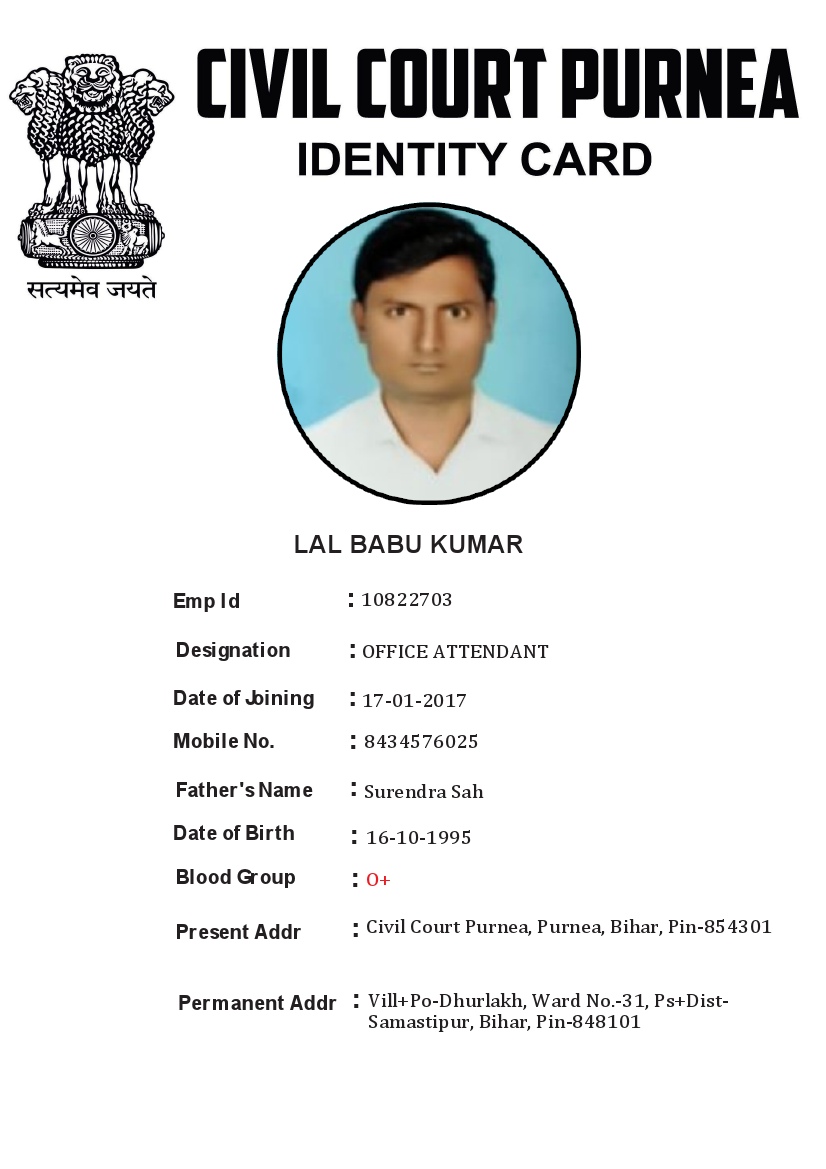 CIVIL COURT PURNEA
IDENTITY CARD
सत्यमेव जयते
LAL BABU KUMAR
Emp Id : 10822703
Designation : OFFICE ATTENDANT
Date of Joining : 17-01-2017
Mobile No. : 8434576025
Father's Name : Surendra Sah
Date of Birth : 16-10-1995
Blood Group : O+
Present Addr : Civil Court Purnea, Purnea, Bihar, Pin-854301
Permanent Addr : Vill+Po-Dhurlakh, Ward No.-31, Ps+Dist-
Samastipur, Bihar, Pin-848101